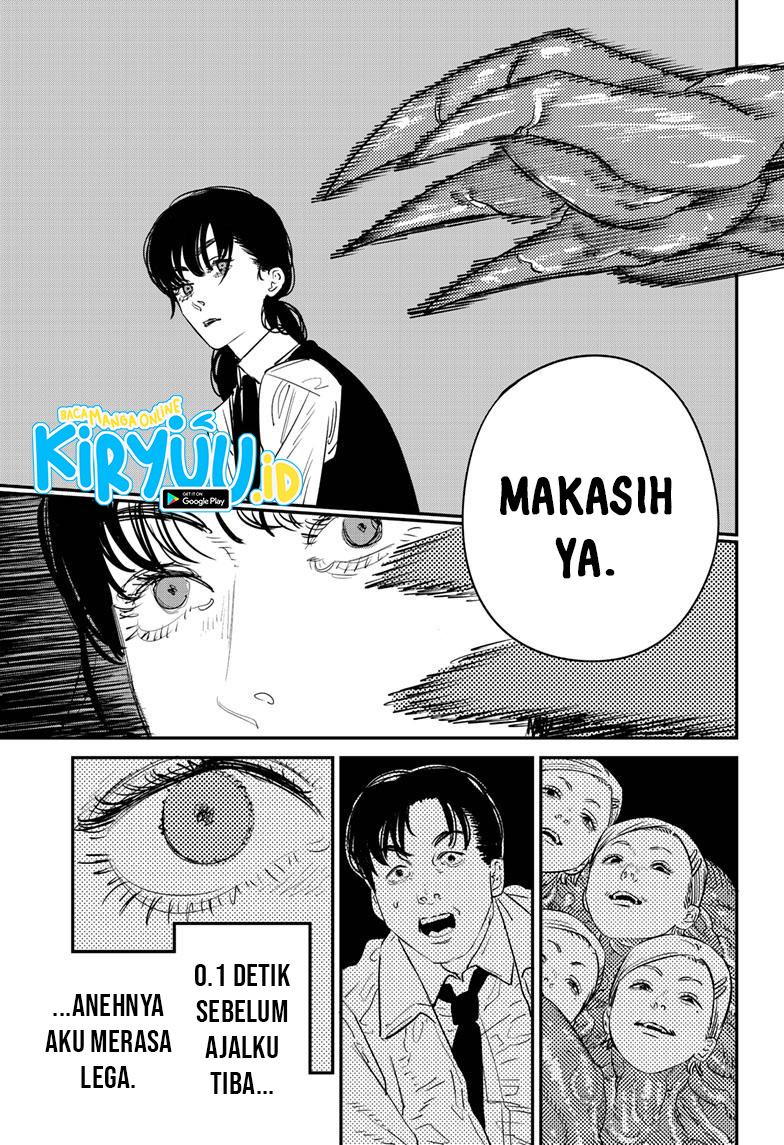 BACA MANGA ONLINE
KIRYUU.ID
GET IT ON
Google Play
MAKASIH
YA.
0.1 DETIK
SEBELUM
AJALKU
TIBA...
...ANEHNYA
AKU MERASA
LEGA.